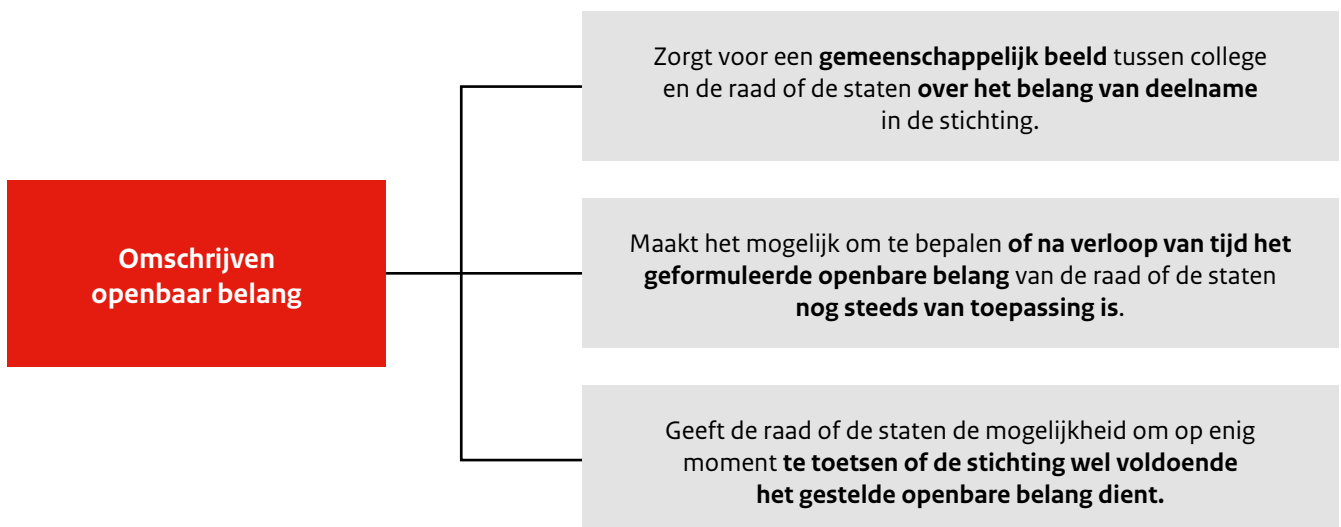 Omschrijven
openbaar belang
Zorgt voor een gemeenschappelijk beeld tussen college
en de raad of de staten over het belang van deelname
in de stichting.
Maakt het mogelijk om te bepalen of na verloop van tijd het
geformuleerde openbare belang van de raad of de staten
nog steeds van toepassing is.
Geeft de raad of de staten de mogelijkheid om op enig
moment te toetsen of de stichting wel voldoende
het gestelde openbare belang dient.